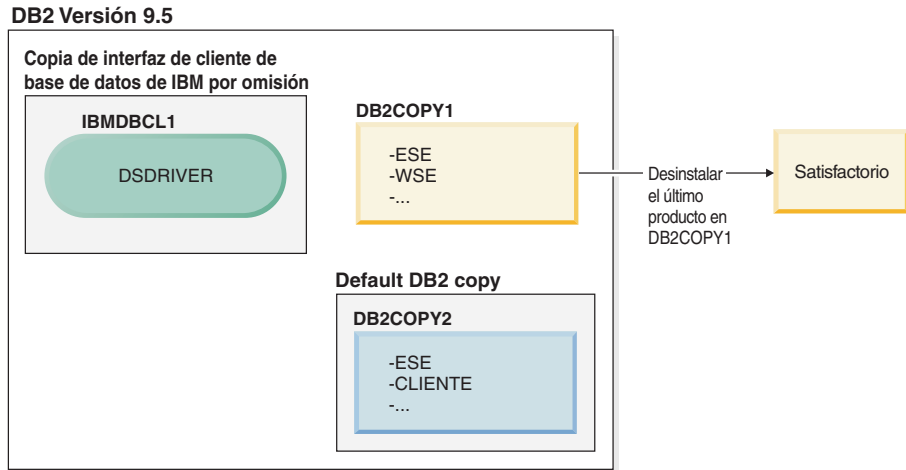 DB2 Versión 9.5
Copia de interfaz de cliente de
base de datos de IBM por omisión
IBMDBCL1
DSDRIVER
DB2COPY1
-ESE
-WSE
-...
Desinstalar
el último
producto en
DB2COPY1
Satisfactorio
Default DB2 copy
DB2COPY2
-ESE
-CLIENTE
-...